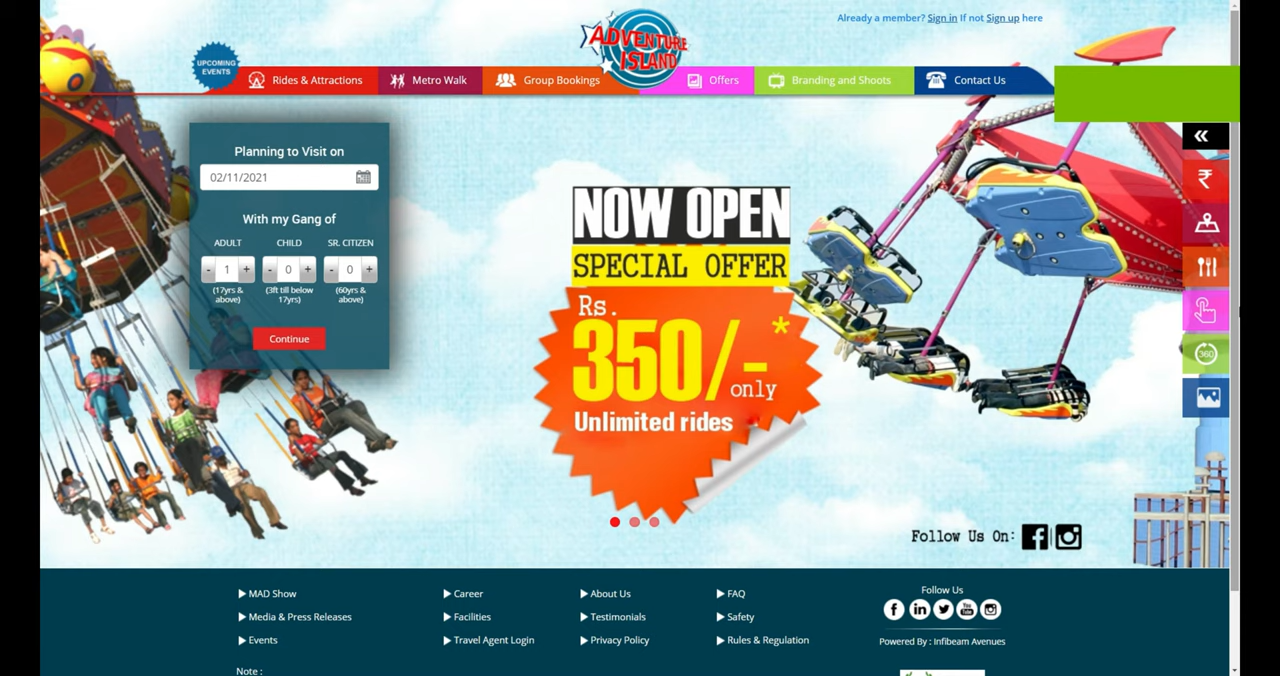 Already a member? Sign in If not Sign up here
ADVENTURE
ISLAND
UPCOMING
EVENTS
Rides & Attractions
Metro Walk
Group Bookings
Offers
Branding and Shoots
Contact Us
Planning to Visit on
02/11/2021
With my Gang of
ADULT CHILD SR. CITIZEN
- 1 + - 0 + - 0 +
(17yrs & above)
(3ft till below 17yrs)
(60yrs & above)
Continue
NOW OPEN
SPECIAL OFFER
Rs.
350/-*
only
Unlimited rides
«
₹
360
Follow Us On:
MAD Show
Media & Press Releases
Events
Career
Facilities
Travel Agent Login
About Us
Testimonials
Privacy Policy
FAQ
Safety
Rules & Regulation
Follow Us
Powered By : Infibeam Avenues
Note :